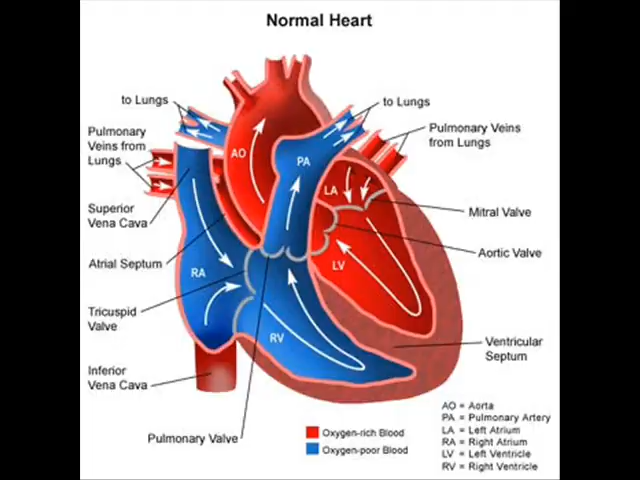 Normal Heart
to Lungs
to Lungs
Pulmonary
Veins from
Lungs
Pulmonary Veins
from Lungs
AO
PA
LA
Superior
Vena Cava
Mitral Valve
Aortic Valve
Atrial Septum
RA
LV
Tricuspid
Valve
RV
Ventricular
Septum
Inferior
Vena Cava
Pulmonary Valve
Oxygen-rich Blood
Oxygen-poor Blood
AO = Aorta
PA = Pulmonary Artery
LA = Left Atrium
RA = Right Atrium
LV = Left Ventricle
RV = Right Ventricle